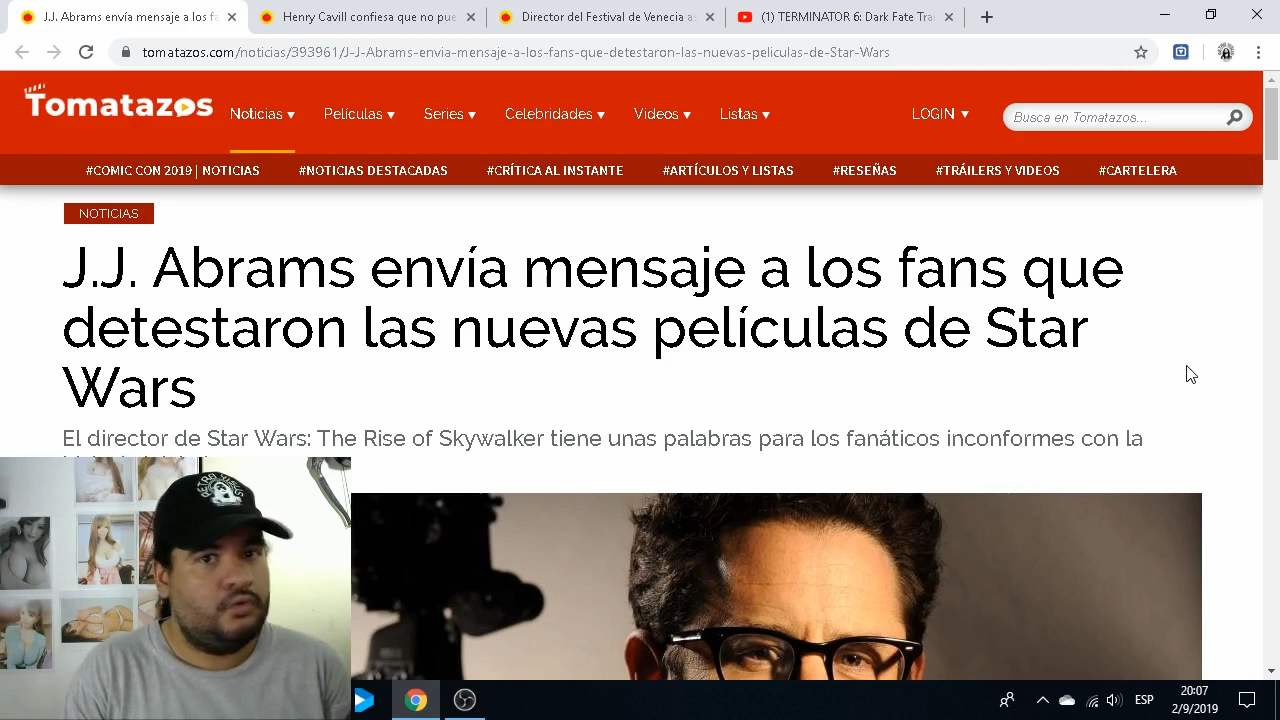 J.J. Abrams envía mensaje a los fa
Henry Cavill confiesa que no pue
Director del Festival de Venecia a
(1) TERMINATOR 6: Dark Fate Tra
tomatazos.com/noticias/393961/J-J-Abrams-envia-mensaje-a-los-fans-que-detestaron-las-nuevas-peliculas-de-Star-Wars
Tomatazos
Noticias ▾ Películas ▾ Series ▾ Celebridades ▾ Videos ▾ Listas ▾ LOGIN ▾ Busca en Tomatazos...
#COMIC CON 2019 | NOTICIAS #NOTICIAS DESTACADAS #CRÍTICA AL INSTANTE #ARTÍCULOS Y LISTAS #RESEÑAS #TRÁILERS Y VIDEOS #CARTELERA
NOTICIAS
J.J. Abrams envía mensaje a los fans que
detestaron las nuevas películas de Star
Wars
El director de Star Wars: The Rise of Skywalker tiene unas palabras para los fanáticos inconformes con la
ESP
20:07
2/9/2019